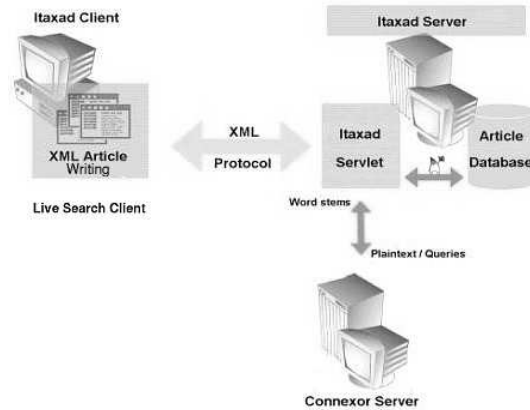 Itaxad Client
Itaxad Server
XML Article
Writing
Live Search Client
XML
Protocol
Itaxad
Servlet
Article
Database
Word stems
Plaintext / Queries
Connexor Server